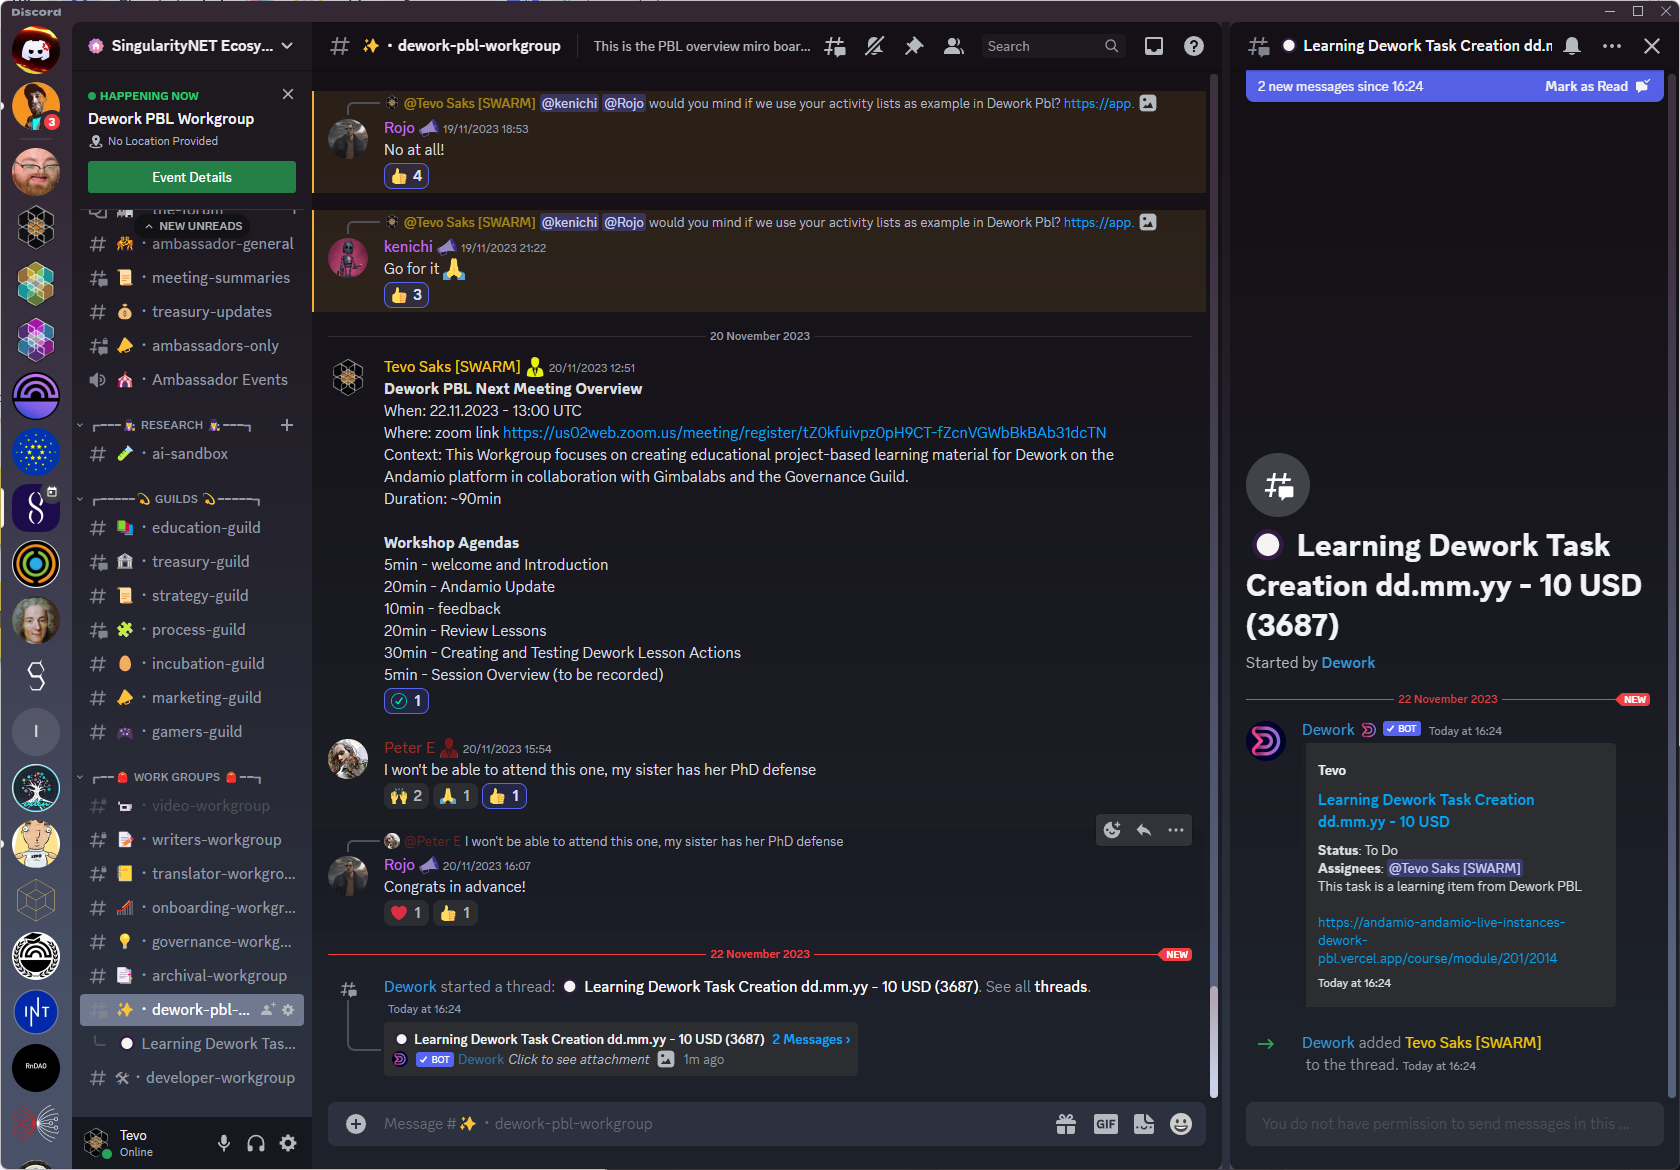 Discord
SingularityNET Ecosy...
HAPPENING NOW
Dework PBL Workgroup
No Location Provided
Event Details
NEW UNREADS
ambassador-general
meeting-summaries
treasury-updates
ambassadors-only
Ambassador Events
RESEARCH
ai-sandbox
GUILDS
education-guild
treasury-guild
strategy-guild
process-guild
incubation-guild
marketing-guild
gamers-guild
WORK GROUPS
video-workgroup
writers-workgroup
translator-workgro...
onboarding-workgr...
governance-workg...
archival-workgroup
dework-pbl-...
Learning Dework Tas...
developer-workgroup
Tevo
Online
3
I
INT
RnDAO
dework-pbl-workgroup
This is the PBL overview miro boar...
Search
@Tevo Saks [SWARM] @kenichi @Rojo would you mind if we use your activity lists as example in Dework Pbl? https://app.
Rojo 19/11/2023 18:53
No at all!
4
@Tevo Saks [SWARM] @kenichi @Rojo would you mind if we use your activity lists as example in Dework Pbl? https://app.
kenichi 19/11/2023 21:22
Go for it 🙏
3
20 November 2023
Tevo Saks [SWARM] 20/11/2023 12:51
Dework PBL Next Meeting Overview
When: 22.11.2023 - 13:00 UTC
Where: zoom link https://us02web.zoom.us/meeting/register/tZ0kfuivpz0pH9CT-fZcnVGWbBkBAb31dcTN
Context: This Workgroup focuses on creating educational project-based learning material for Dework on the
Andamio platform in collaboration with Gimbalabs and the Governance Guild.
Duration: ~90min
Workshop Agendas
5min - welcome and Introduction
20min - Andamio Update
10min - feedback
20min - Review Lessons
30min - Creating and Testing Dework Lesson Actions
5min - Session Overview (to be recorded)
1
Peter E 20/11/2023 15:54
I won't be able to attend this one, my sister has her PhD defense
2 1 1
@Peter E I won't be able to attend this one, my sister has her PhD defense
Rojo 20/11/2023 16:07
Congrats in advance!
1 1
22 November 2023 NEW
Dework started a thread: Learning Dework Task Creation dd.mm.yy - 10 USD (3687). See all threads.
Today at 16:24
Learning Dework Task Creation dd.mm.yy - 10 USD (3687) 2 Messages ›
BOT Dework Click to see attachment 1m ago
Message # ✨・dework-pbl-workgroup
GIF
Learning Dework Task Creation dd.n
2 new messages since 16:24 Mark as Read
Learning Dework Task
Creation dd.mm.yy - 10 USD
(3687)
Started by Dework
22 November 2023 NEW
Dework BOT Today at 16:24
Tevo
Learning Dework Task Creation
dd.mm.yy - 10 USD
Status: To Do
Assignees: @Tevo Saks [SWARM]
This task is a learning item from Dework PBL
https://andamio-andamio-live-instances-
dework-
pbl.vercel.app/course/module/201/2014
Today at 16:24
Dework added Tevo Saks [SWARM]
to the thread. Today at 16:24
You do not have permission to send messages in this ...